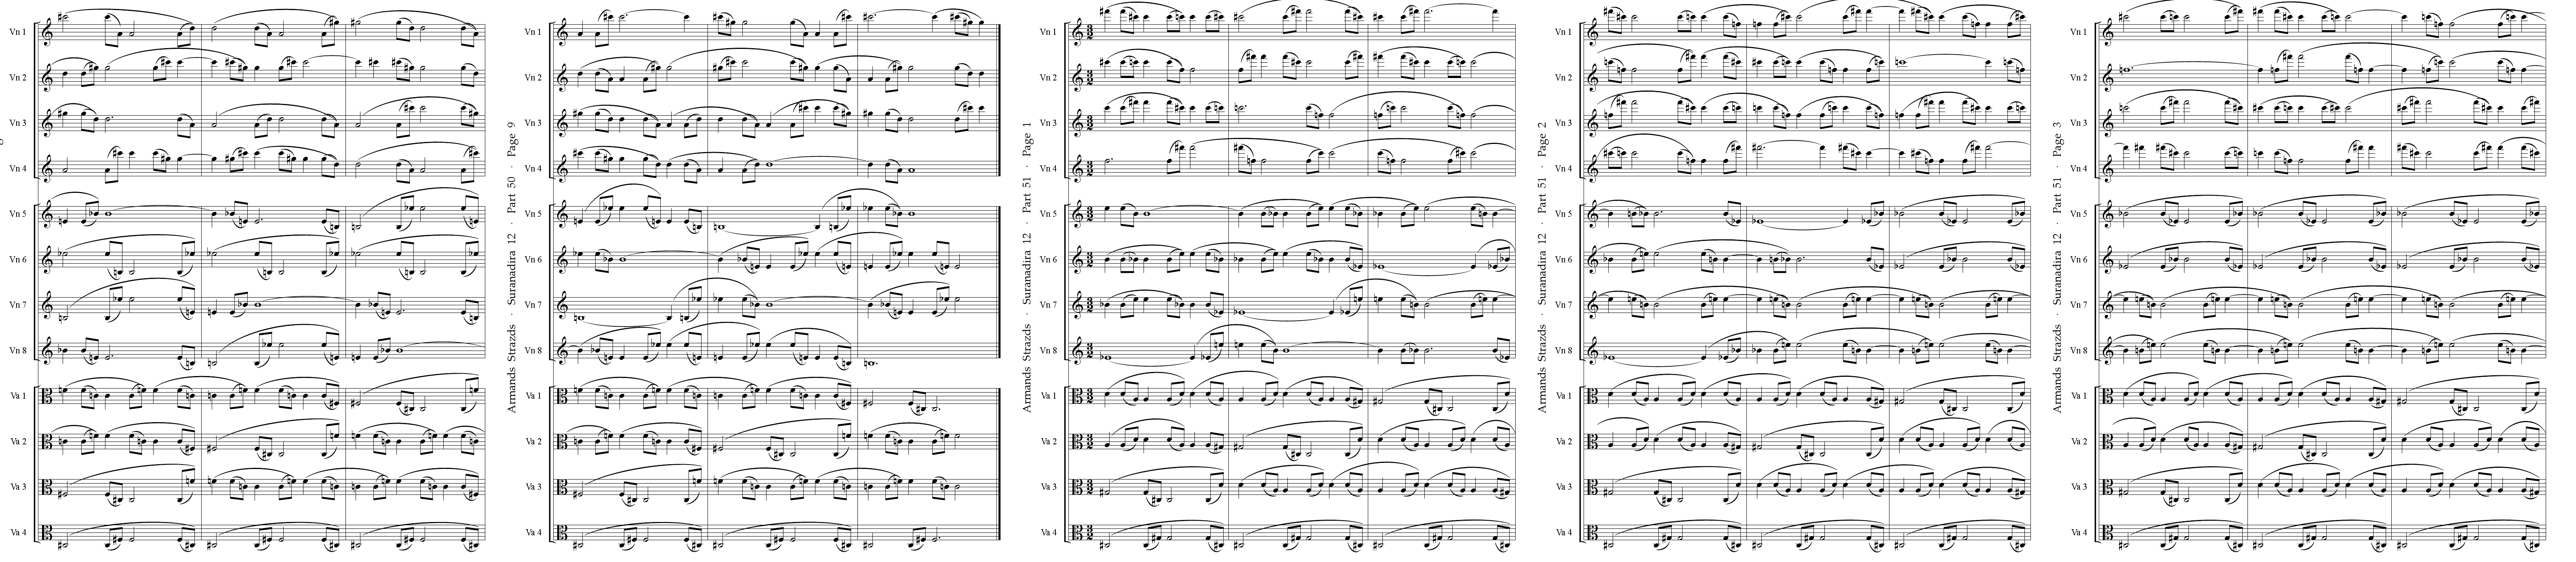 Vn 1
Vn 2
Vn 3
Vn 4
Vn 5
Vn 6
Vn 7
Vn 8
Va 1
Va 2
Va 3
Va 4
Armands Strazds · Suranadira 12 · Part 50 · Page 9
Vn 1
Vn 2
Vn 3
Vn 4
Vn 5
Vn 6
Vn 7
Vn 8
Va 1
Va 2
Va 3
Va 4
Armands Strazds · Suranadira 12 · Part 51 · Page 1
Vn 1
Vn 2
Vn 3
Vn 4
Vn 5
Vn 6
Vn 7
Vn 8
Va 1
Va 2
Va 3
Va 4
Armands Strazds · Suranadira 12 · Part 51 · Page 2
Vn 1
Vn 2
Vn 3
Vn 4
Vn 5
Vn 6
Vn 7
Vn 8
Va 1
Va 2
Va 3
Va 4
Armands Strazds · Suranadira 12 · Part 51 · Page 3
Vn 1
Vn 2
Vn 3
Vn 4
Vn 5
Vn 6
Vn 7
Vn 8
Va 1
Va 2
Va 3
Va 4